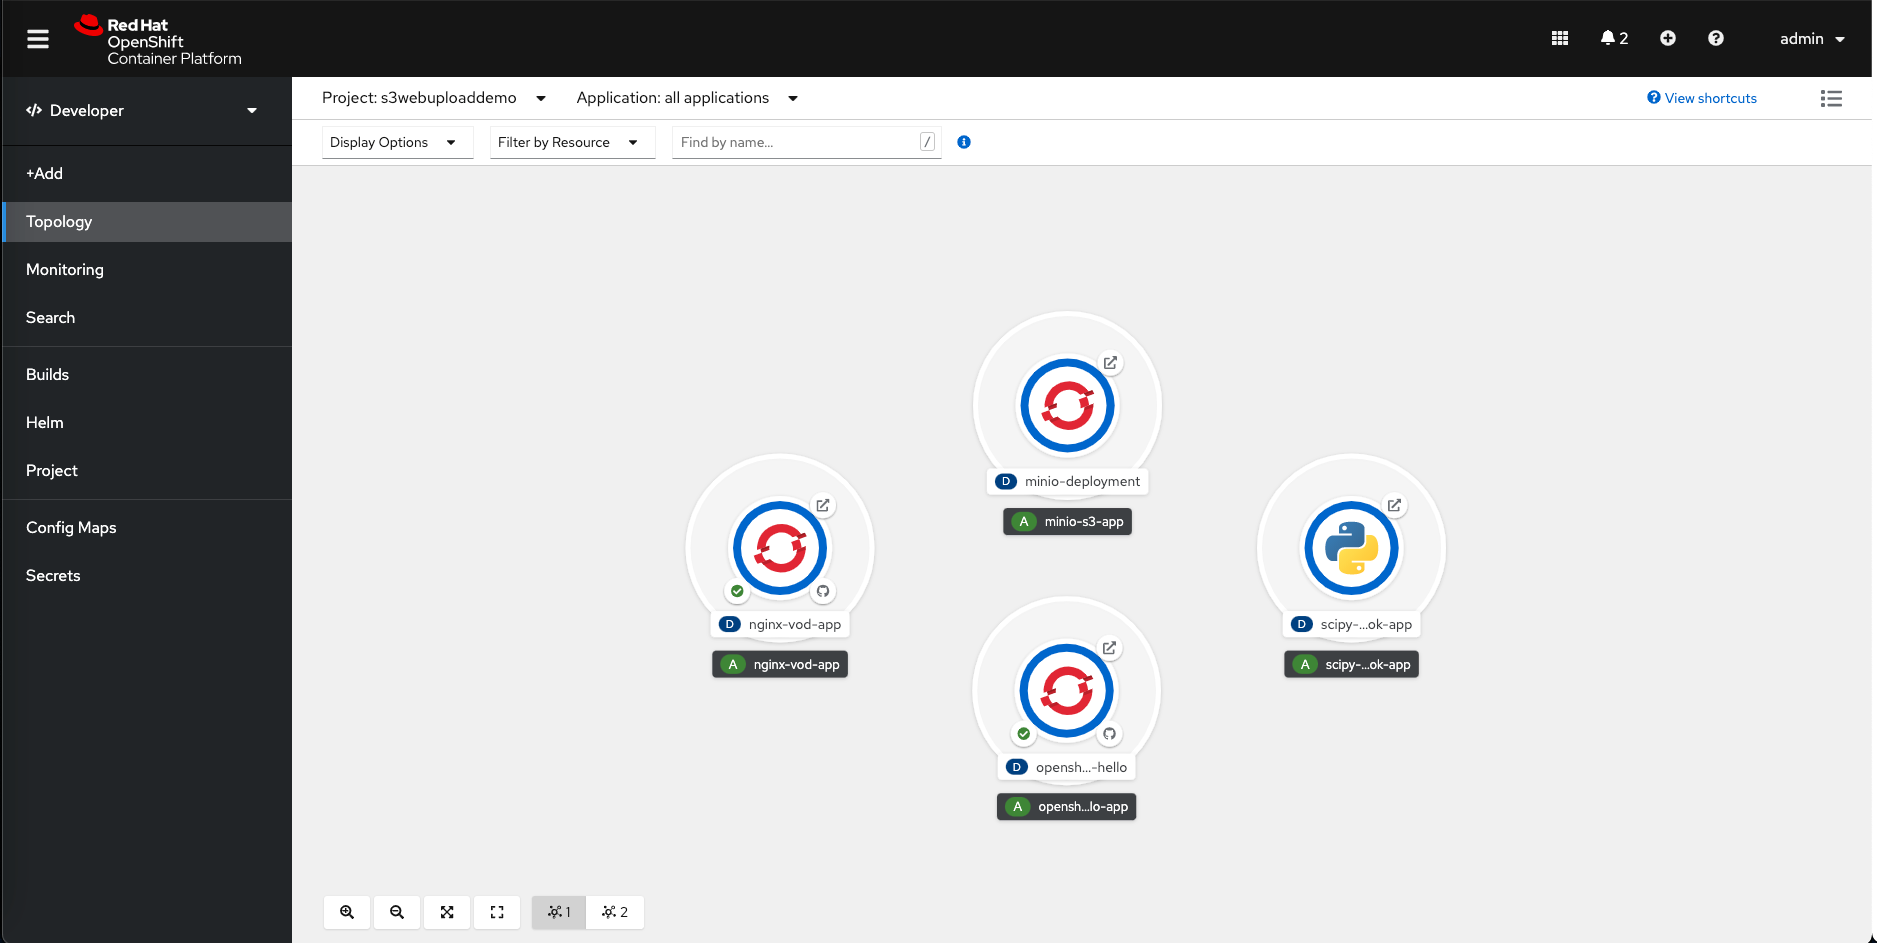 Red Hat
OpenShift
Container Platform
2
admin
Developer
Project: s3webuploaddemo
Application: all applications
View shortcuts
Display Options
Filter by Resource
Find by name...
/
+Add
Topology
Monitoring
Search
Builds
Helm
Project
Config Maps
Secrets
D minio-deployment
A minio-s3-app
D nginx-vod-app
A nginx-vod-app
D scipy-...ok-app
A scipy-...ok-app
D opensh...-hello
A opensh...lo-app
1
2